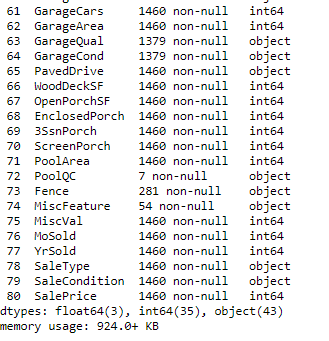 61 GarageCars 1460 non-null int64
62 GarageArea 1460 non-null int64
63 GarageQual 1379 non-null object
64 GarageCond 1379 non-null object
65 PavedDrive 1460 non-null object
66 WoodDeckSF 1460 non-null int64
67 OpenPorchSF 1460 non-null int64
68 EnclosedPorch 1460 non-null int64
69 3SsnPorch 1460 non-null int64
70 ScreenPorch 1460 non-null int64
71 PoolArea 1460 non-null int64
72 PoolQC 7 non-null object
73 Fence 281 non-null object
74 MiscFeature 54 non-null object
75 MiscVal 1460 non-null int64
76 MoSold 1460 non-null int64
77 YrSold 1460 non-null int64
78 SaleType 1460 non-null object
79 SaleCondition 1460 non-null object
80 SalePrice 1460 non-null int64
dtypes: float64(3), int64(35), object(43)
memory usage: 924.0+ KB